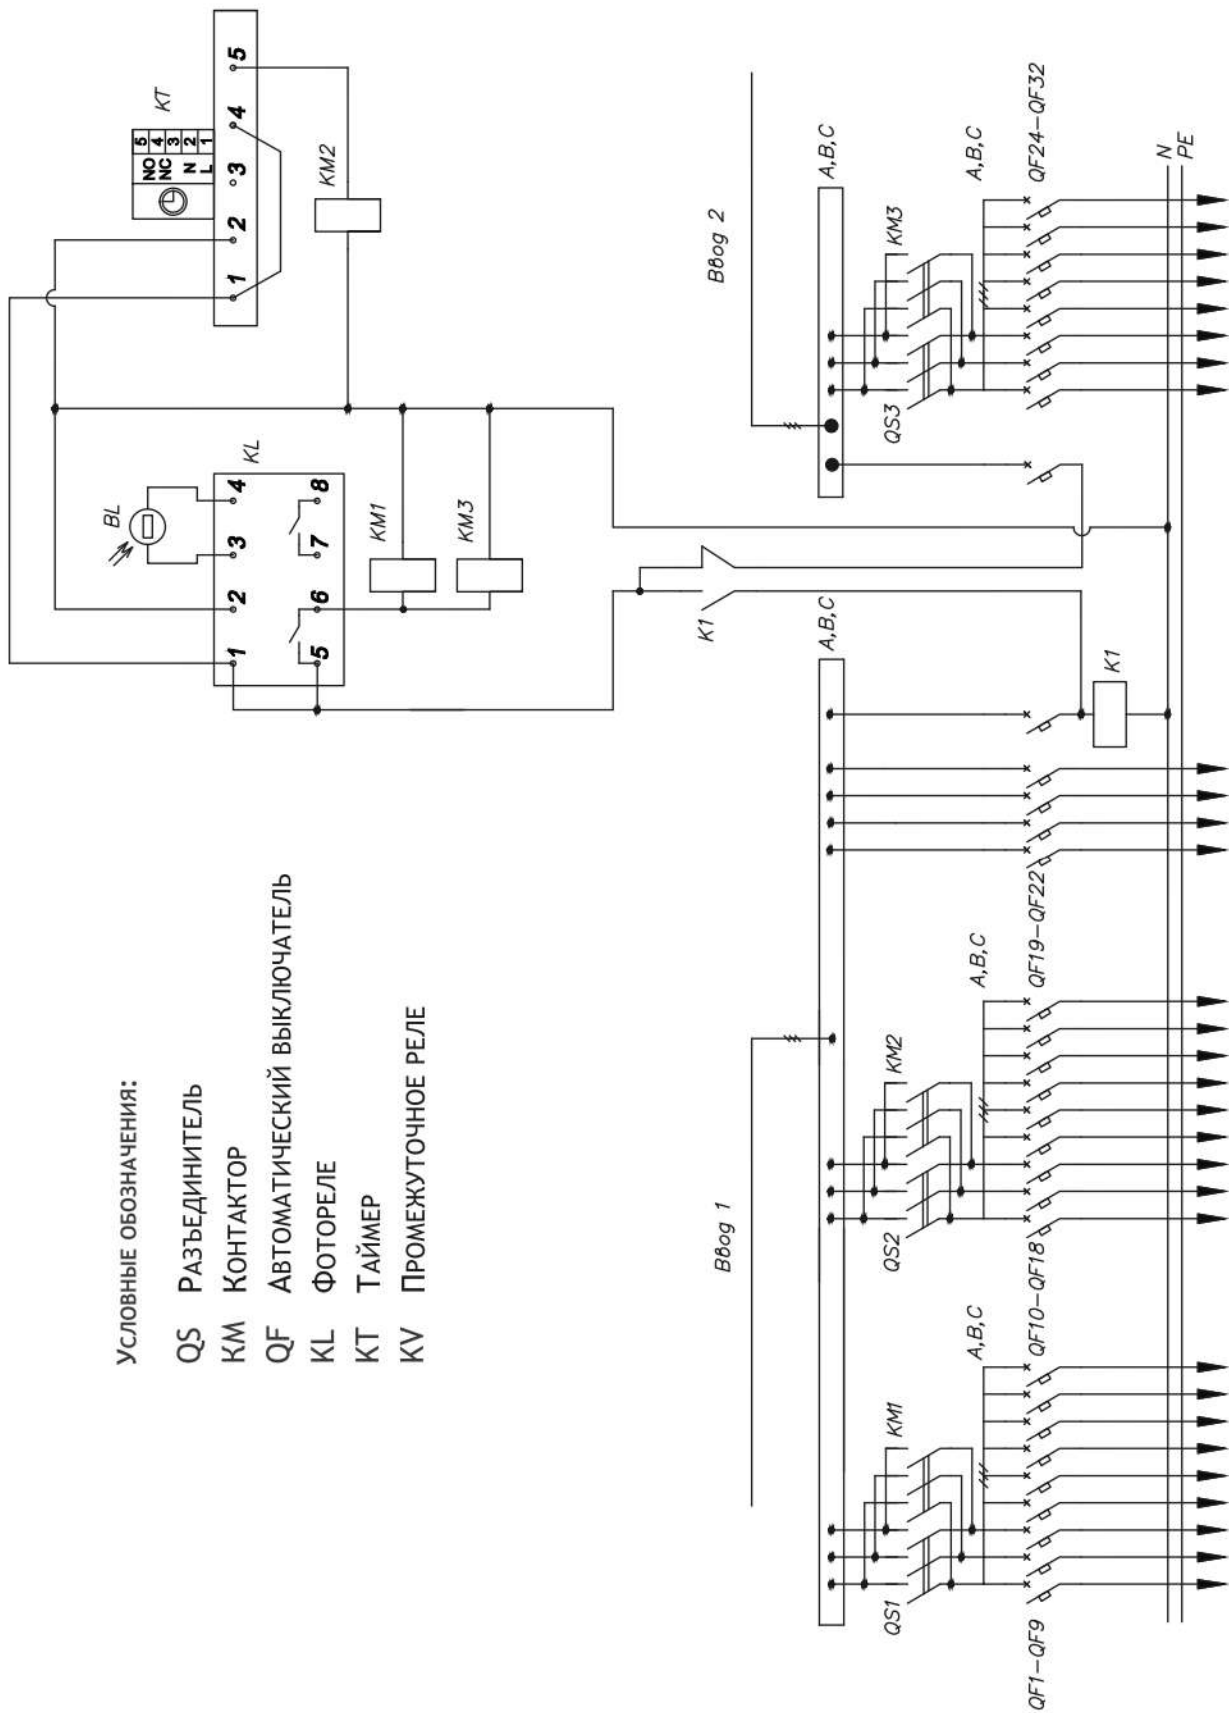 УСЛОВНЫЕ ОБОЗНАЧЕНИЯ:
QS РАЗЪЕДИНИТЕЛЬ
KM КОНТАКТОР
QF АВТОМАТИЧЕСКИЙ ВЫКЛЮЧАТЕЛЬ
KL ФОТОРЕЛЕ
KT ТАЙМЕР
KV ПРОМЕЖУТОЧНОЕ РЕЛЕ
BL
KL
1 2 3 4
5 6 7 8
KM1
KM3
KT
NO 5
NC 4
3
N 2
L 1
1 2 3 4 5
KM2
Ввод 1
Ввод 2
K1
A,B,C
A,B,C
QS1
KM1
QS2
KM2
QS3
KM3
A,B,C
A,B,C
A,B,C
QF1-QF9
QF10-QF18
QF19-QF22
QF24-QF32
K1
N
PE